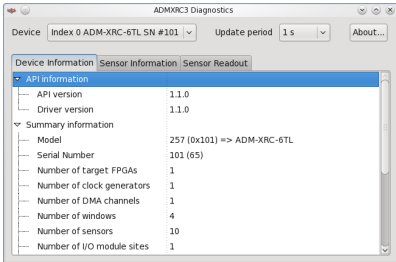 ADMXRC3 Diagnostics
Device Index 0 ADM-XRC-6TL SN #101 Update period 1 s About...
Device Information Sensor Information Sensor Readout
API information
API version 1.1.0
Driver version 1.1.0
Summary information
Model 257 (0x101) => ADM-XRC-6TL
Serial Number 101 (65)
Number of target FPGAs 1
Number of clock generators 1
Number of DMA channels 1
Number of windows 4
Number of sensors 10
Number of I/O module sites 1